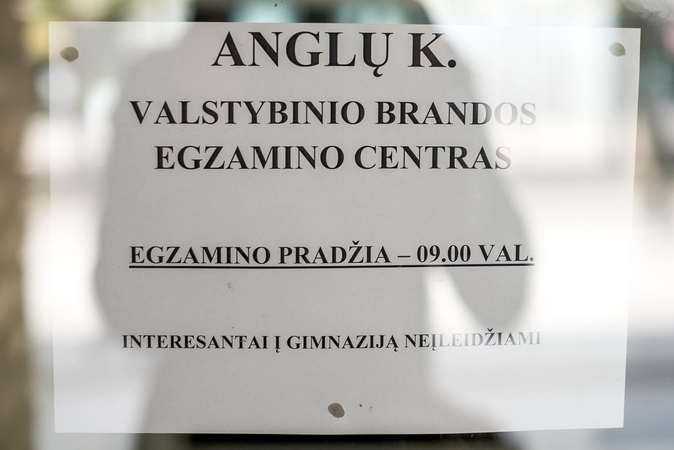 ANGLŲ K.
VALSTYBINIO BRANDOS
EGZAMINO CENTRAS
EGZAMINO PRADŽIA – 09.00 VAL.
INTERESANTAI Į GIMNAZIJĄ NEĮLEIDŽIAMI